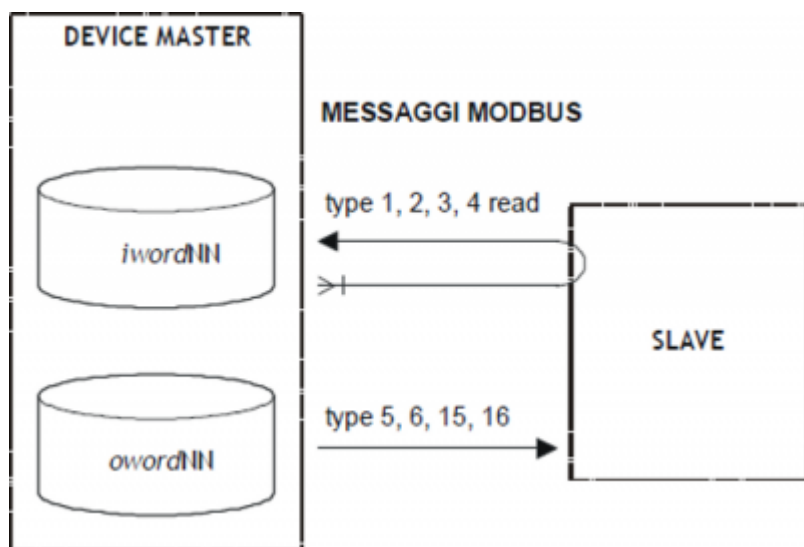 DEVICE MASTER
MESSAGGI MODBUS
type 1, 2, 3, 4 read
iwordNN
SLAVE
type 5, 6, 15, 16
owordNN